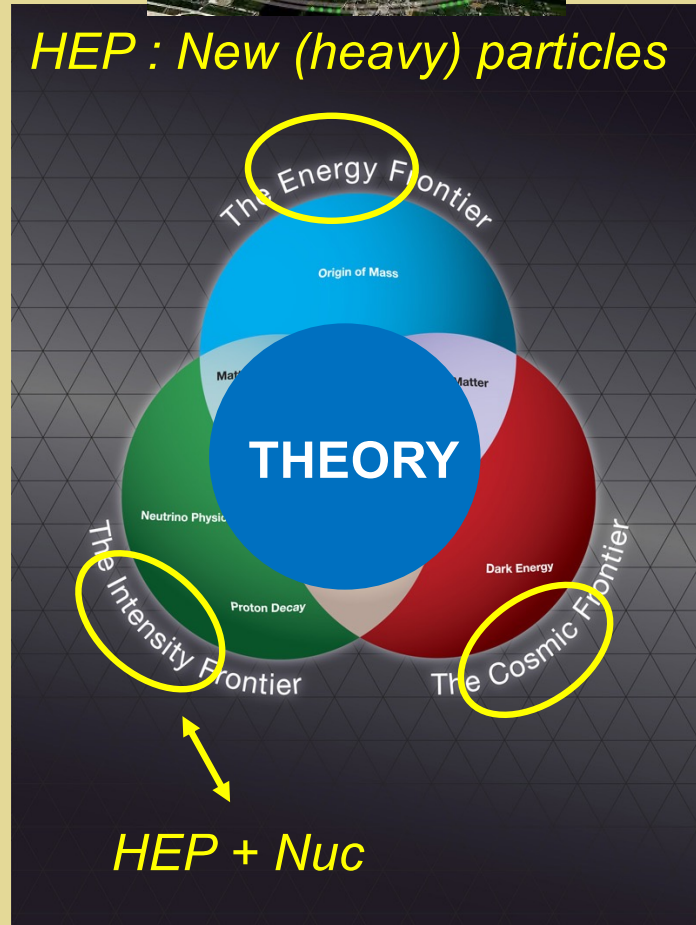 HEP : New (heavy) particles
The Energy Frontier
Origin of Mass
Matter
THEORY
Neutrino
Dark Energy
Proton Decay
The Intensity Frontier
The Cosmic Frontier
HEP + Nuc